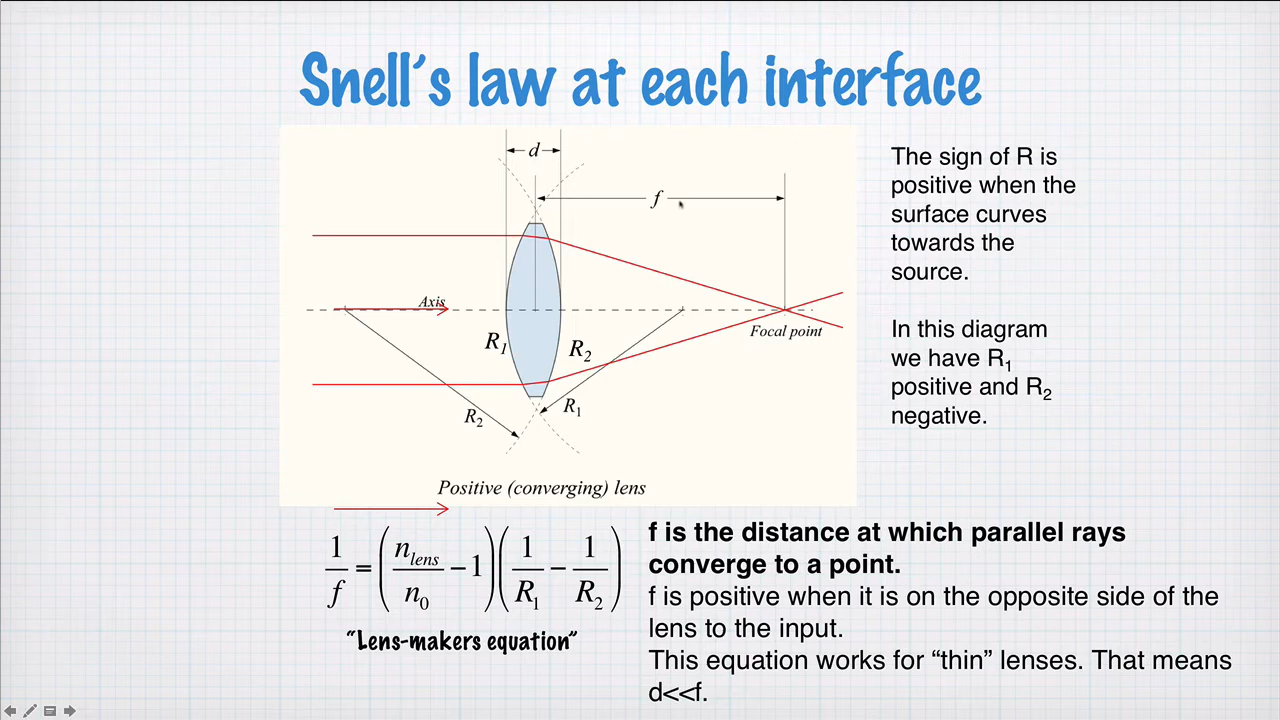 Snell's law at each interface
d
f
Axis
R1
R2
Focal point
R2
R1
Positive (converging) lens
The sign of R is
positive when the
surface curves
towards the
source.
In this diagram
we have R1
positive and R2
negative.
1/f = (n_lens/n_0 − 1)(1/R_1 − 1/R_2)
"Lens-makers equation"
f is the distance at which parallel rays
converge to a point.
f is positive when it is on the opposite side of the
lens to the input.
This equation works for “thin” lenses. That means
d<<f.